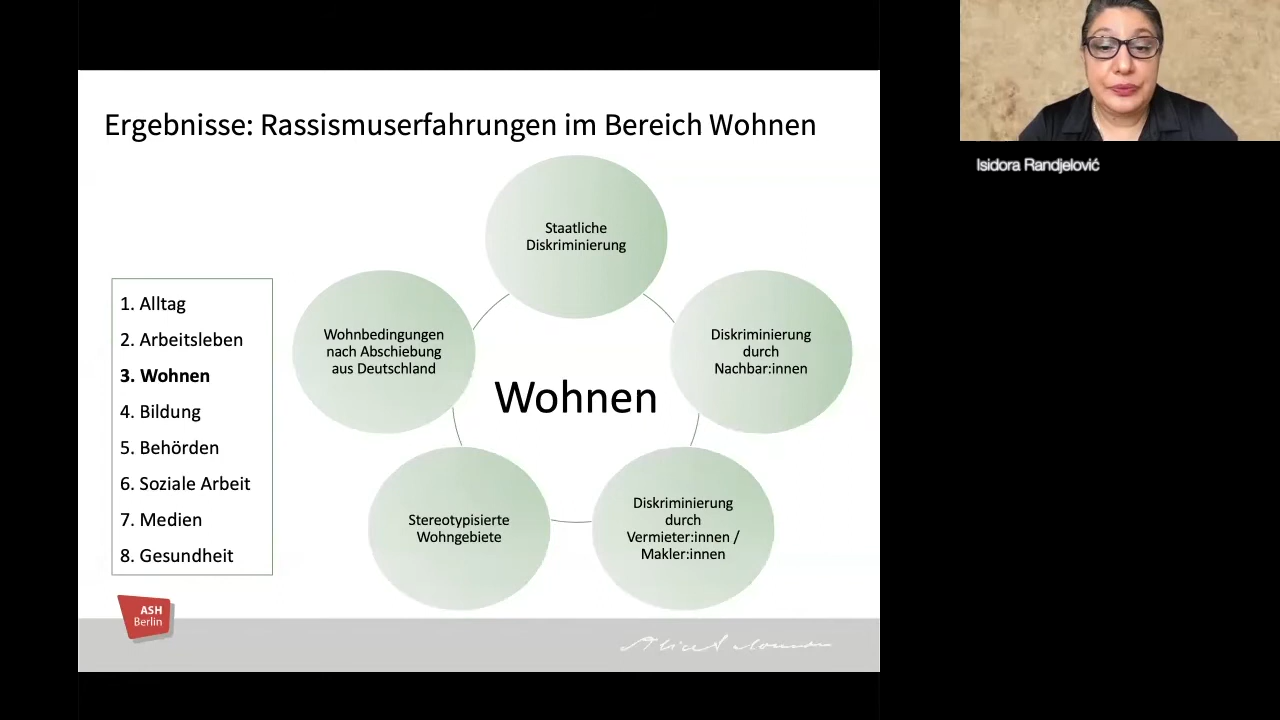 Ergebnisse: Rassismuserfahrungen im Bereich Wohnen
Isidora Randjelović
1. Alltag
2. Arbeitsleben
3. Wohnen
4. Bildung
5. Behörden
6. Soziale Arbeit
7. Medien
8. Gesundheit
Wohnen
Staatliche
Diskriminierung
Diskriminierung
durch
Nachbar:innen
Diskriminierung
durch
Vermieter:innen /
Makler:innen
Stereotypisierte
Wohngebiete
Wohnbedingungen
nach Abschiebung
aus Deutschland
ASH
Berlin